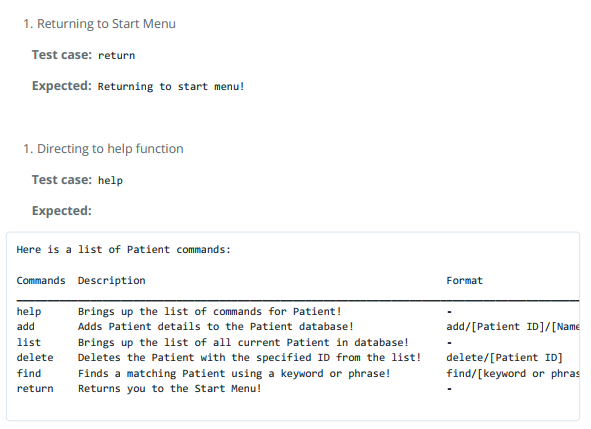 1. Returning to Start Menu
Test case: return
Expected: Returning to start menu!
1. Directing to help function
Test case: help
Expected:
Here is a list of Patient commands:
Commands Description Format
help Brings up the list of commands for Patient! -
add Adds Patient details to the Patient database! add/[Patient ID]/[Name
list Brings up the list of all current Patient in database! -
delete Deletes the Patient with the specified ID from the list! delete/[Patient ID]
find Finds a matching Patient using a keyword or phrase! find/[keyword or phras
return Returns you to the Start Menu! -